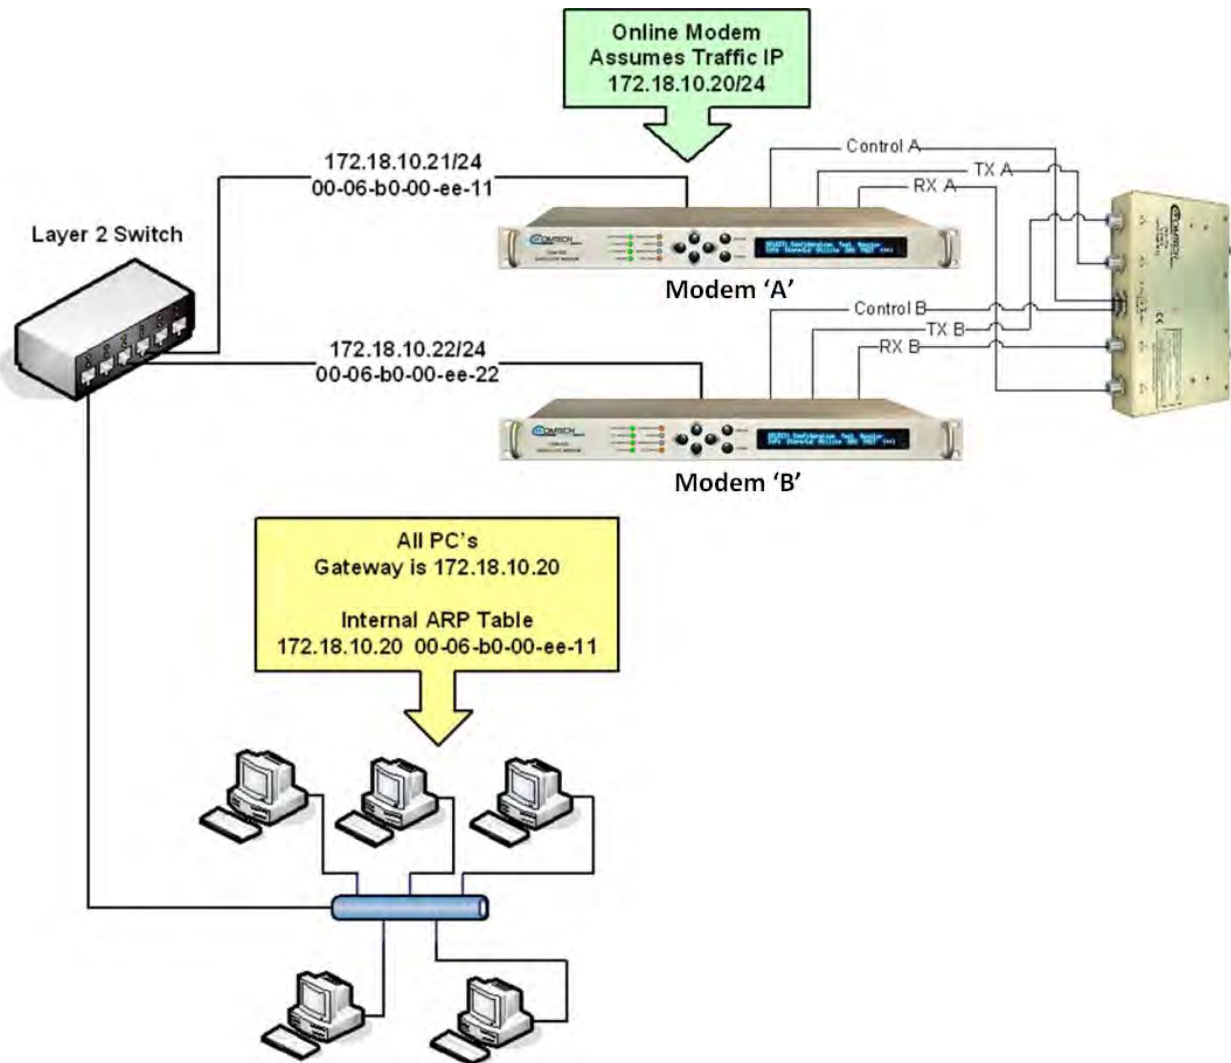 Online Modem
Assumes Traffic IP
172.18.10.20/24
Control A
172.18.10.21/24
TX A
00-06-b0-00-ee-11
RX A
Layer 2 Switch
COMTECH
Modem ‘A’
Control B
TX B
172.18.10.22/24
RX B
00-06-b0-00-ee-22
COMTECH
Modem ‘B’
All PC's
Gateway is 172.18.10.20
Internal ARP Table
172.18.10.20 00-06-b0-00-ee-11